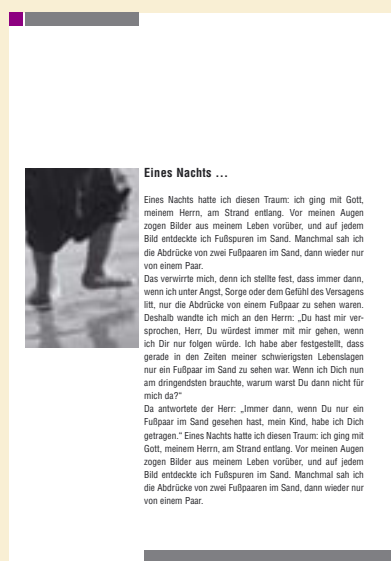 Eines Nachts ...
Eines Nachts hatte ich diesen Traum: ich ging mit Gott,
meinem Herrn, am Strand entlang. Vor meinen Augen
zogen Bilder aus meinem Leben vorüber, und auf jedem
Bild entdeckte ich Fußspuren im Sand. Manchmal sah ich
die Abdrücke von zwei Fußpaaren im Sand, dann wieder nur
von einem Paar.
Das verwirrte mich, denn ich stellte fest, dass immer dann,
wenn ich unter Angst, Sorge oder dem Gefühl des Versagens
litt, nur die Abdrücke von einem Fußpaar zu sehen waren.
Deshalb wandte ich mich an den Herrn: „Du hast mir ver-
sprochen, Herr, Du würdest immer mit mir gehen, wenn
ich Dir nur folgen würde. Ich habe aber festgestellt, dass
gerade in den Zeiten meiner schwierigsten Lebenslagen
nur ein Fußpaar im Sand zu sehen war. Wenn ich Dich nun
am dringendsten brauchte, warum warst Du dann nicht für
mich da?“
Da antwortete der Herr: „Immer dann, wenn Du nur ein
Fußpaar im Sand gesehen hast, mein Kind, habe ich Dich
getragen.“ Eines Nachts hatte ich diesen Traum: ich ging mit
Gott, meinem Herrn, am Strand entlang. Vor meinen Augen
zogen Bilder aus meinem Leben vorüber, und auf jedem
Bild entdeckte ich Fußspuren im Sand. Manchmal sah ich
die Abdrücke von zwei Fußpaaren im Sand, dann wieder nur
von einem Paar.